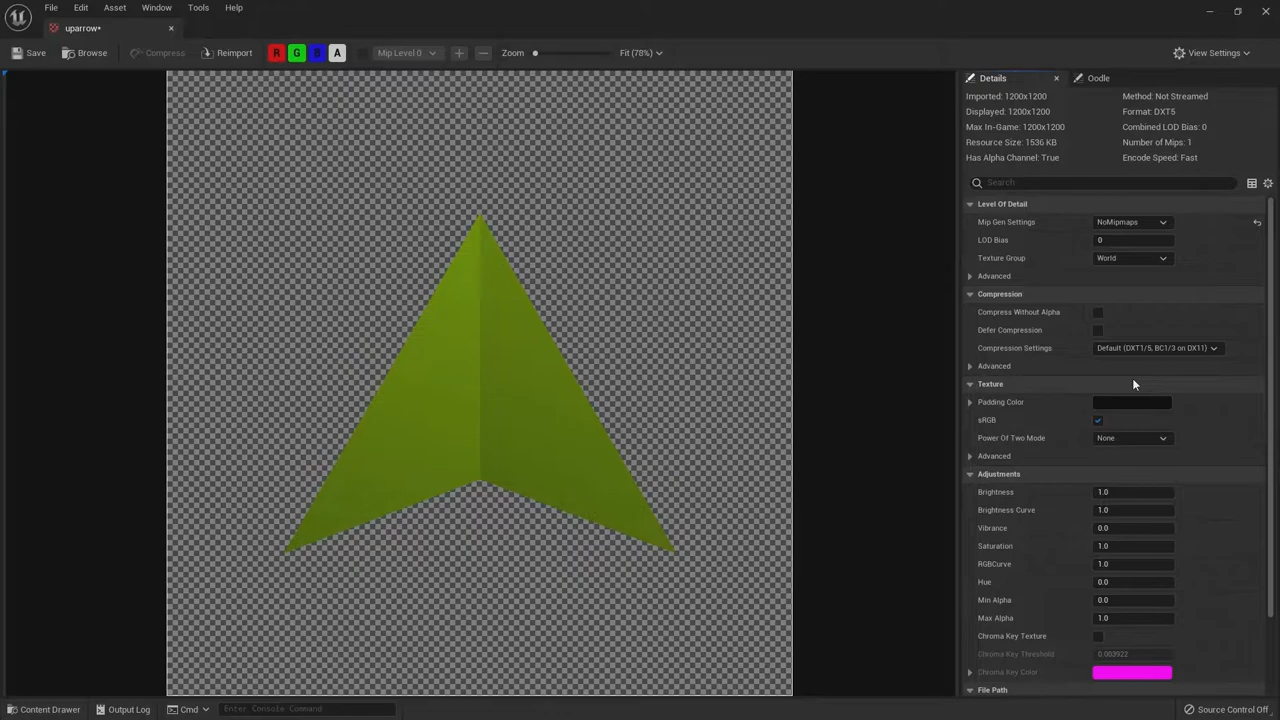 File Edit Asset Window Tools Help
uparrow*
Save Browse Compress Reimport R G B A Mip Level 0 Zoom Fit (78%) View Settings
Details Oodle
Imported: 1200x1200 Method: Not Streamed
Displayed: 1200x1200 Format: DXT5
Max In-Game: 1200x1200 Combined LOD Bias: 0
Resource Size: 1536 KB Number of Mips: 1
Has Alpha Channel: True Encode Speed: Fast
Search
Level Of Detail
Mip Gen Settings NoMipmaps
LOD Bias 0
Texture Group World
Advanced
Compression
Compress Without Alpha
Defer Compression
Compression Settings Default (DXT1/5, BC1/3 on DX11)
Advanced
Texture
Padding Color
sRGB
Power Of Two Mode None
Advanced
Adjustments
Brightness 1.0
Brightness Curve 1.0
Vibrance 0.0
Saturation 1.0
RGBCurve 1.0
Hue 0.0
Min Alpha 0.0
Max Alpha 1.0
Chroma Key Texture
Chroma Key Threshold 0.003922
Chroma Key Color
File Path
Content Drawer Output Log Cmd Enter Console Command Source Control Off